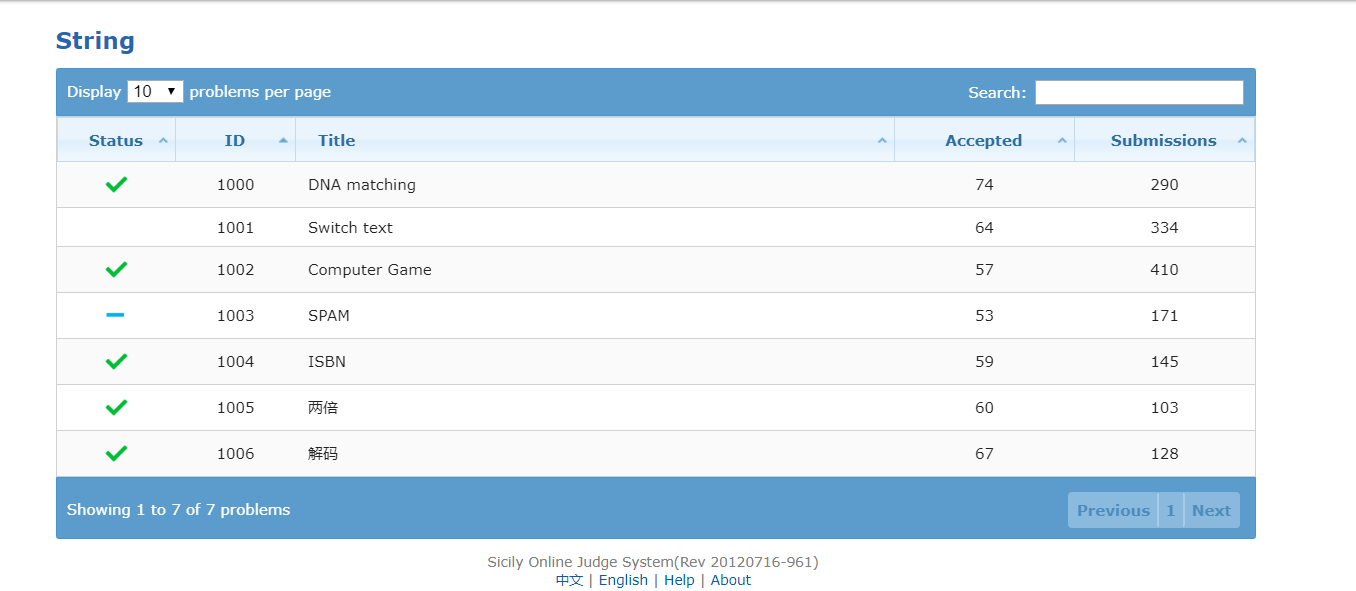 String
Display 10 problems per page Search:
Status ID Title Accepted Submissions
1000 DNA matching 74 290
1001 Switch text 64 334
1002 Computer Game 57 410
1003 SPAM 53 171
1004 ISBN 59 145
1005 两倍 60 103
1006 解码 67 128
Showing 1 to 7 of 7 problems Previous 1 Next
Sicily Online Judge System(Rev 20120716-961)
中文 | English | Help | About